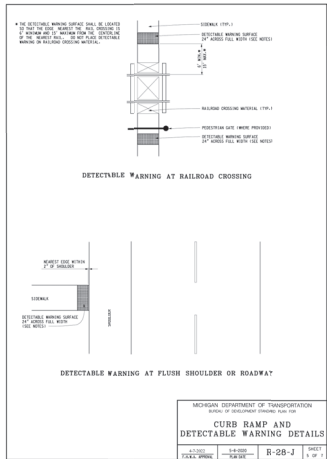 * THE DETECTABLE WARNING SURFACE SHALL BE LOCATED
SO THAT THE EDGE NEAREST THE RAIL CROSSING IS
6' MINIMUM AND 15' MAXIMUM FROM THE CENTERLINE
OF THE NEAREST RAIL. DO NOT PLACE DETECTABLE
WARNING ON RAILROAD CROSSING MATERIAL.
SIDEWALK (TYP.)
DETECTABLE WARNING SURFACE
24" ACROSS FULL WIDTH (SEE NOTES)
6' MIN.*
15' MAX.*
RAILROAD CROSSING MATERIAL (TYP.)
PEDESTRIAN GATE (WHERE PROVIDED)
DETECTABLE WARNING SURFACE
24" ACROSS FULL WIDTH (SEE NOTES)
DETECTABLE WARNING AT RAILROAD CROSSING
NEAREST EDGE WITHIN
2" OF SHOULDER
SIDEWALK
DETECTABLE WARNING SURFACE
24" ACROSS FULL WIDTH
(SEE NOTES)
SHOULDER
DETECTABLE WARNING AT FLUSH SHOULDER OR ROADWAY
MICHIGAN DEPARTMENT OF TRANSPORTATION
BUREAU OF DEVELOPMENT STANDARD PLAN FOR
CURB RAMP AND
DETECTABLE WARNING DETAILS
F.H.W.A. APPROVAL
PLAN DATE
R-28-J
SHEET
5 OF 7